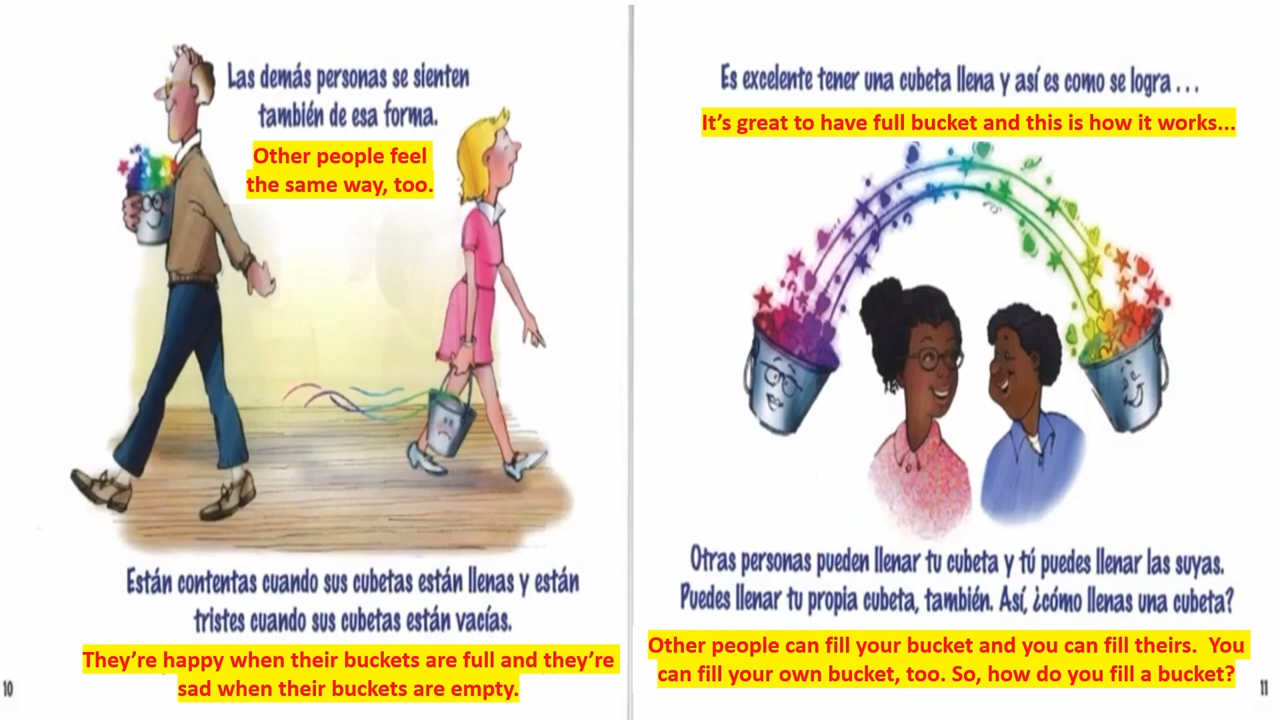 Las demás personas se sienten
también de esa forma.
Other people feel
the same way, too.
Están contentas cuando sus cubetas están llenas y están
tristes cuando sus cubetas están vacías.
They’re happy when their buckets are full and they’re
sad when their buckets are empty.
10
Es excelente tener una cubeta llena y así es como se logra . . .
It’s great to have full bucket and this is how it works...
Otras personas pueden llenar tu cubeta y tú puedes llenar las suyas.
Puedes llenar tu propia cubeta, también. Así, ¿cómo llenas una cubeta?
Other people can fill your bucket and you can fill theirs. You
can fill your own bucket, too. So, how do you fill a bucket?
11